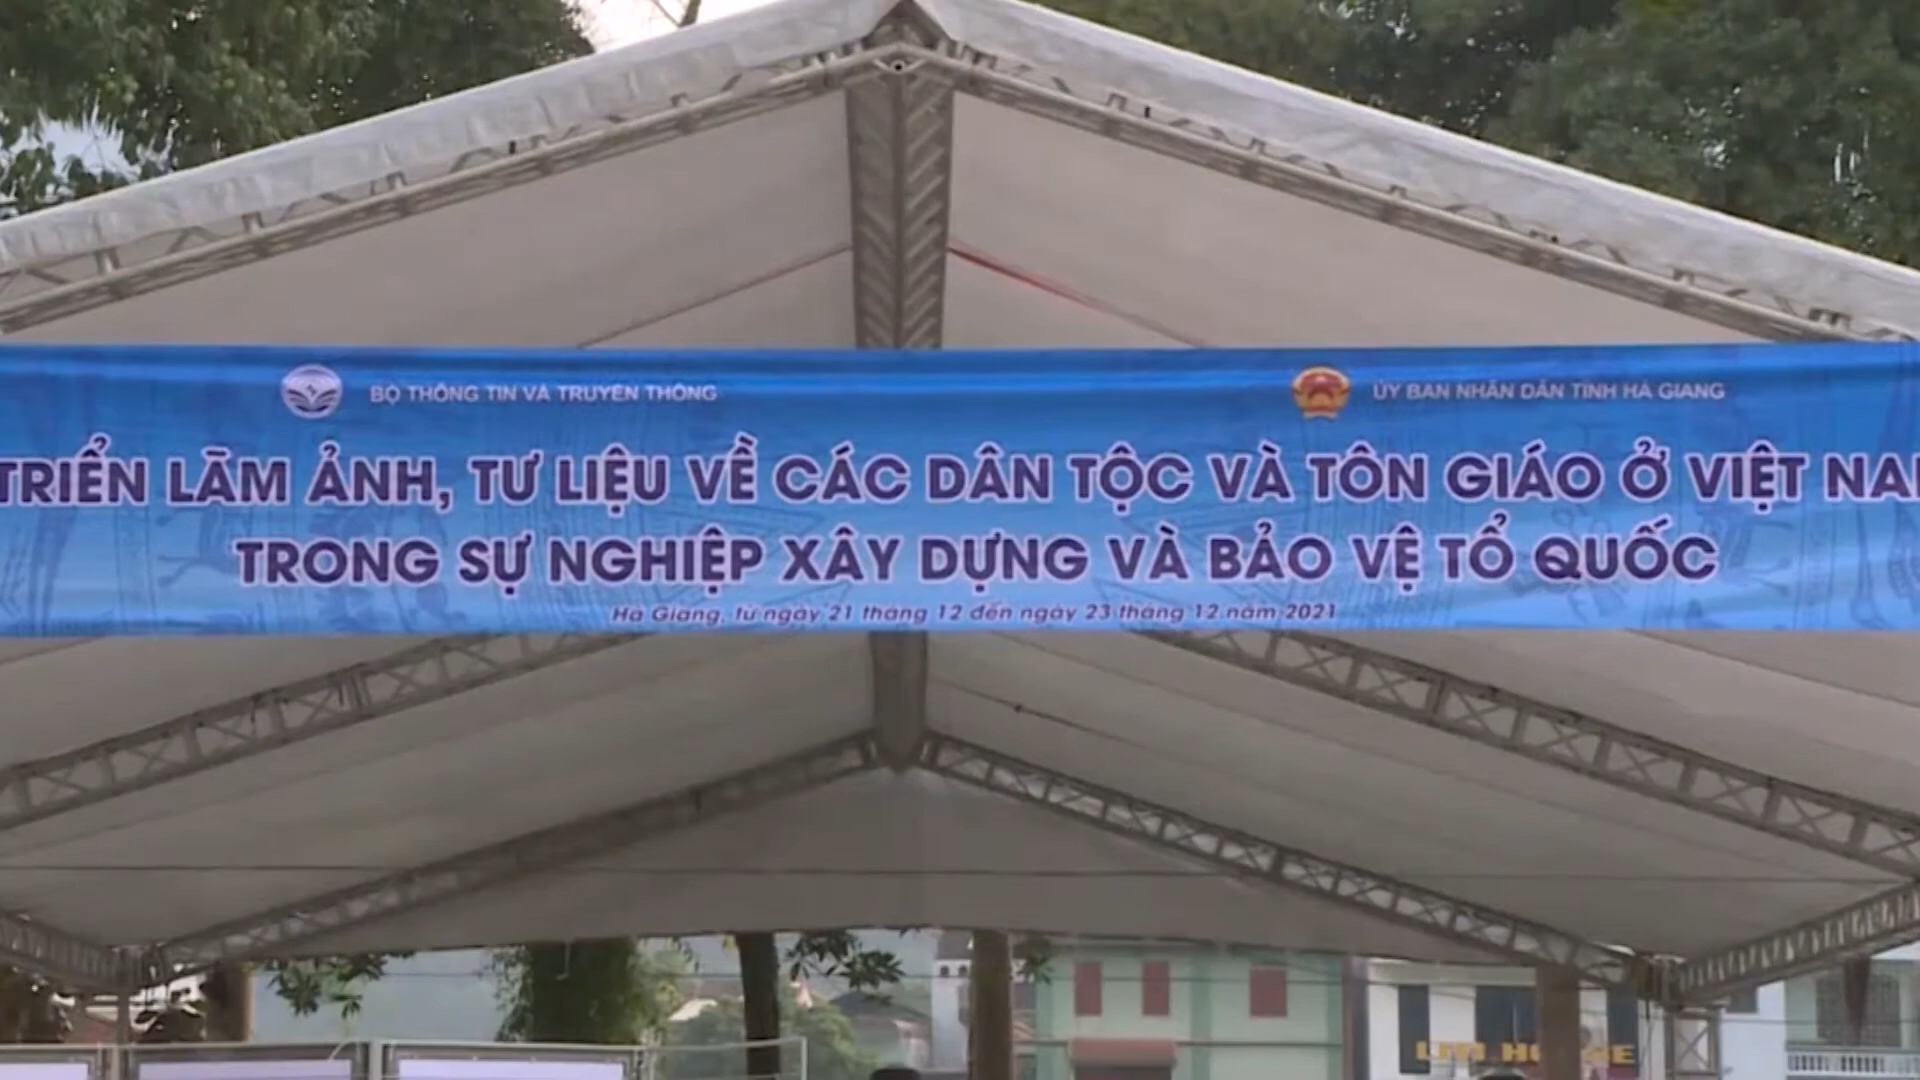 BỘ THÔNG TIN VÀ TRUYỀN THÔNG
ỦY BAN NHÂN DÂN TỈNH HÀ GIANG
TRIỂN LÃM ẢNH, TƯ LIỆU VỀ CÁC DÂN TỘC VÀ TÔN GIÁO Ở VIỆT NA
TRONG SỰ NGHIỆP XÂY DỰNG VÀ BẢO VỆ TỔ QUỐC
Hà Giang, từ ngày 21 tháng 12 đến ngày 23 tháng 12 năm 2021